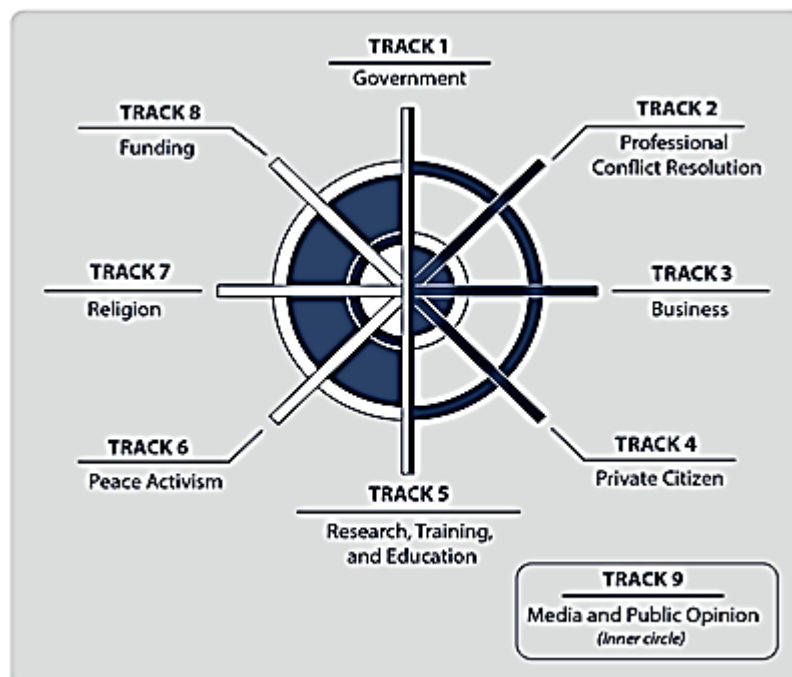 TRACK 1
Government
TRACK 2
Professional
Conflict Resolution
TRACK 3
Business
TRACK 4
Private Citizen
TRACK 5
Research, Training,
and Education
TRACK 6
Peace Activism
TRACK 7
Religion
TRACK 8
Funding
TRACK 9
Media and Public Opinion
(Inner circle)